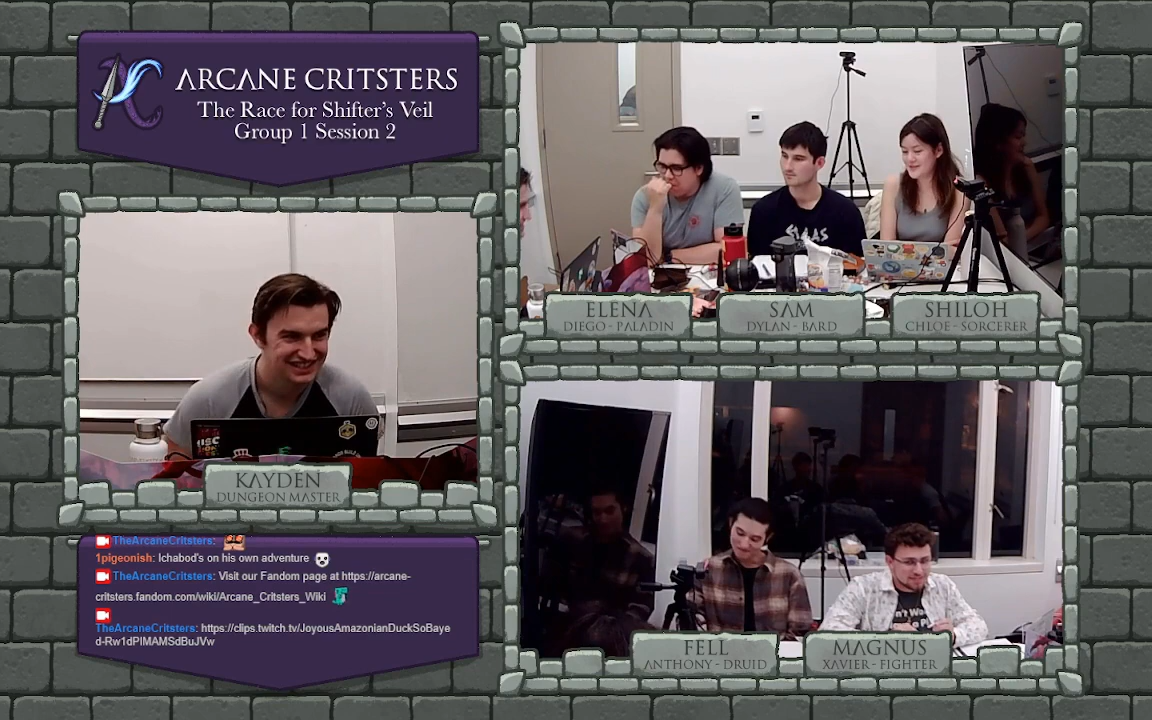 ARCANE CRITSTERS
The Race for Shifter's Veil
Group 1 Session 2
ELENA
DIEGO - PALADIN
SAM
DYLAN - BARD
SHILOH
CHLOE - SORCERER
KAYDEN
DUNGEON MASTER
TheArcaneCritsters:
1pigeonish: Ichabod's on his own adventure
TheArcaneCritsters: Visit our Fandom page at https://arcane-
critsters.fandom.com/wiki/Arcane_Critsters_Wiki
TheArcaneCritsters: https://clips.twitch.tv/JoyousAmazonianDuckSoBaye
d-Rw1dPIMAMSdBuJVw
FELL
ANTHONY - DRUID
MAGNUS
XAVIER - FIGHTER